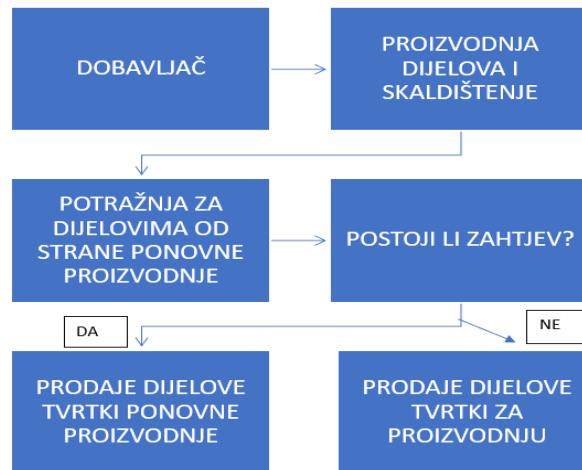 DOBAVLJAČ
PROIZVODNJA
DIJELOVA I
SKALDIŠTENJE
POTRAŽNJA ZA
DIJELOVIMA OD
STRANE PONOVNE
PROIZVODNJE
POSTOJI LI ZAHTJEV?
DA
NE
PRODAJE DIJELOVE
TVRTKI PONOVNE
PROIZVODNJE
PRODAJE DIJELOVE
TVRTKI ZA
PROIZVODNJU